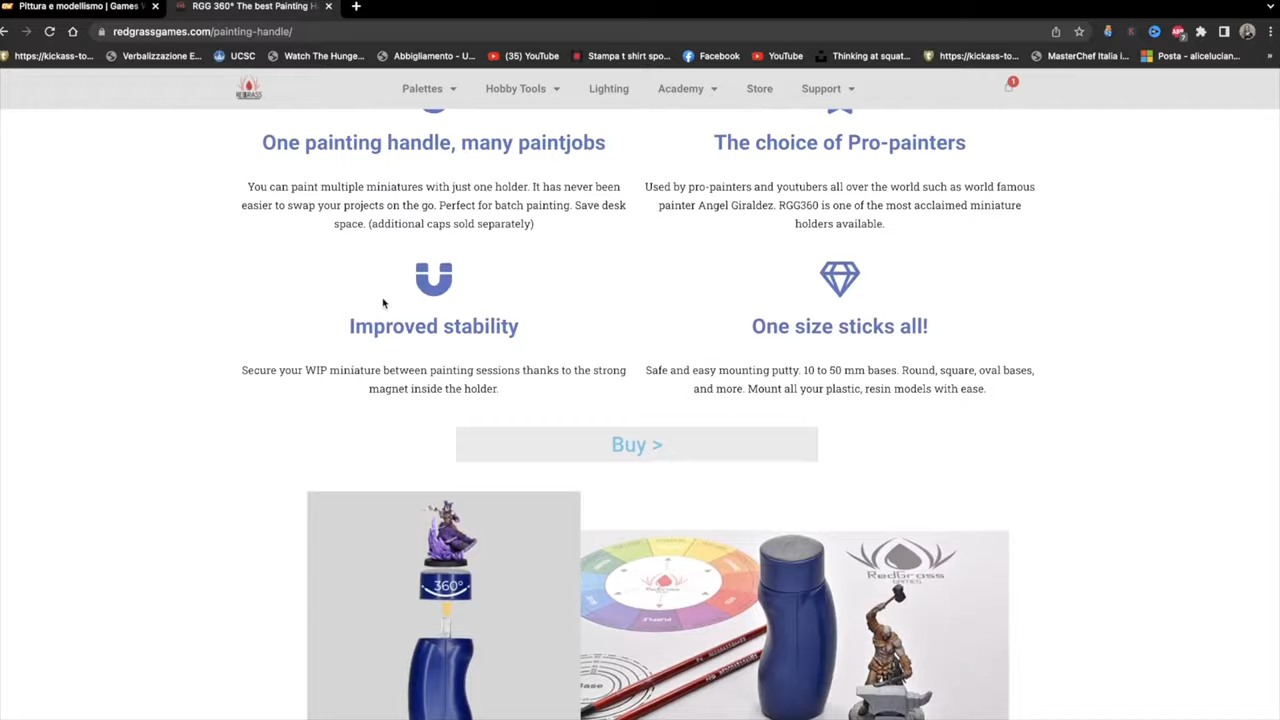 Pittura e modellismo | Games W
RGG 360° The best Painting H
redgrassgames.com/painting-handle/
https://kickass-to...
Verbalizzazione E...
UCSC
Watch The Hunge...
Abbigliamento - U...
(35) YouTube
Stampa t shirt spo...
Facebook
YouTube
Thinking at squat...
https://kickass-to...
MasterChef Italia i...
Posta - alicelucian...
»
REDGRASS
Palettes
Hobby Tools
Lighting
Academy
Store
Support
1
One painting handle, many paintjobs
You can paint multiple miniatures with just one holder. It has never been
easier to swap your projects on the go. Perfect for batch painting. Save desk
space. (additional caps sold separately)
The choice of Pro-painters
Used by pro-painters and youtubers all over the world such as world famous
painter Angel Giraldez. RGG360 is one of the most acclaimed miniature
holders available.
Improved stability
Secure your WIP miniature between painting sessions thanks to the strong
magnet inside the holder.
One size sticks all!
Safe and easy mounting putty. 10 to 50 mm bases. Round, square, oval bases,
and more. Mount all your plastic, resin models with ease.
Buy >
360°
RedGrass
GAMES